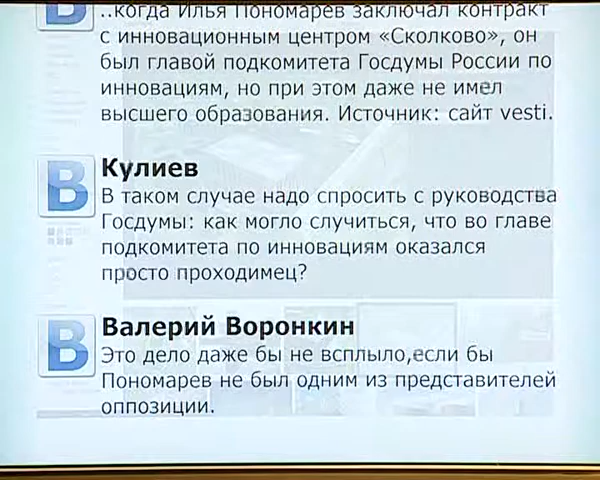 ..когда Илья Пономарев заключал контракт
с инновационным центром «Сколково», он
был главой подкомитета Госдумы России по
инновациям, но при этом даже не имел
высшего образования. Источник: сайт vesti.
В
Кулиев
В таком случае надо спросить с руководства
Госдумы: как могло случиться, что во главе
подкомитета по инновациям оказался
просто проходимец?
В
Валерий Воронкин
Это дело даже бы не всплыло,если бы
Пономарев не был одним из представителей
оппозиции.